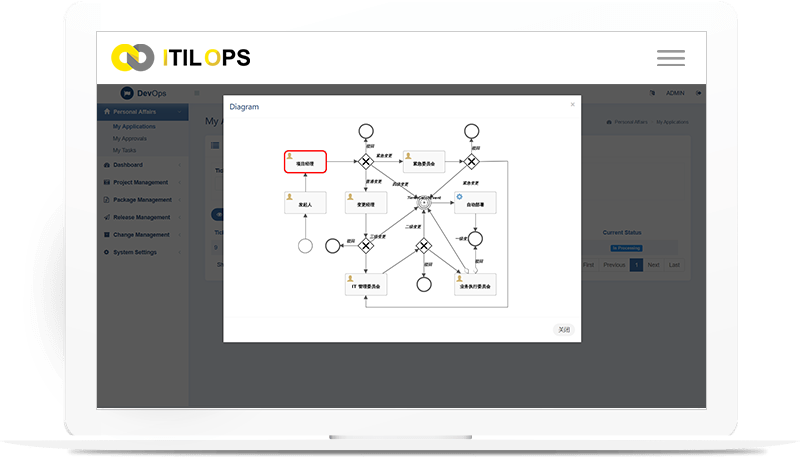 ITILOPS
DevOps
ADMIN
Personal Affairs
My Applications
My Approvals
My Tasks
Dashboard
Project Management
Package Management
Release Management
Change Management
System Settings
My A
Personal Affairs
My Applications
Diagram
×
驳回
驳回
项目经理
紧急变更
紧急委员会
普通变更
紧急变更
发起人
变更经理
自动部署
二级变更
三级变更
驳回
一级变
驳回
驳回
IT 管理委员会
业务执行委员会
关闭
Current Status
In Processing
First
Previous
1
Next
Last